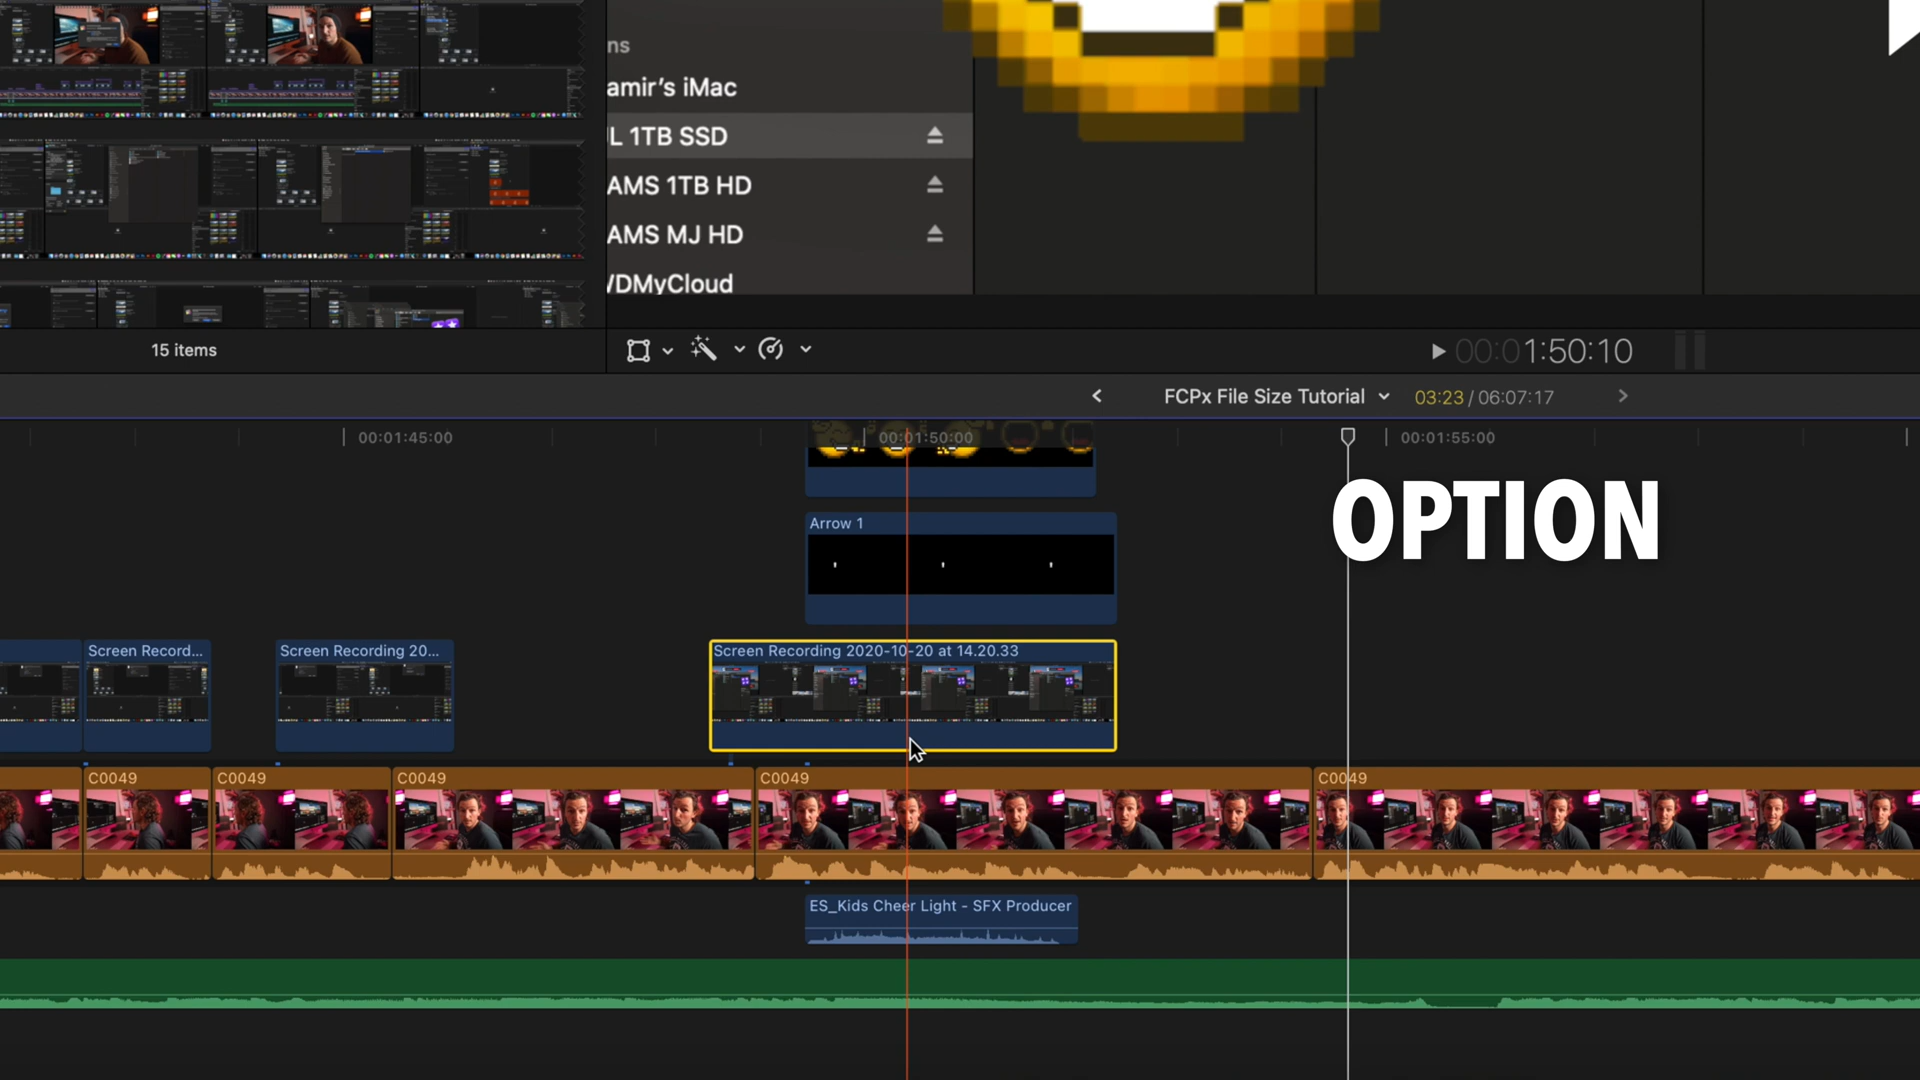 ns
amir's iMac
L 1TB SSD
AMS 1TB HD
AMS MJ HD
WDMyCloud
15 items
00:01:50:10
FCPx File Size Tutorial
03:23 / 06:07:17
00:01:45:00
00:01:50:00
00:01:55:00
OPTION
Arrow 1
Screen Record...
Screen Recording 20...
Screen Recording 2020-10-20 at 14.20.33
C0049
C0049
C0049
C0049
C0049
ES_Kids Cheer Light - SFX Producer